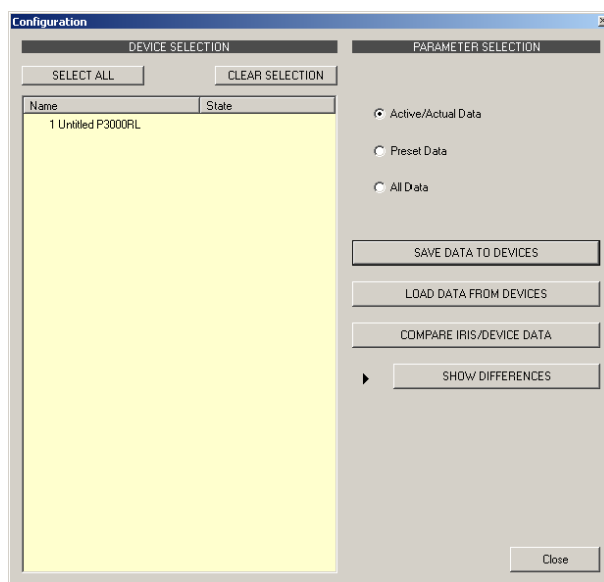 Configuration
DEVICE SELECTION
SELECT ALL
CLEAR SELECTION
Name State
1 Untitled P3000RL
PARAMETER SELECTION
Active/Actual Data
Preset Data
All Data
SAVE DATA TO DEVICES
LOAD DATA FROM DEVICES
COMPARE IRIS/DEVICE DATA
SHOW DIFFERENCES
Close